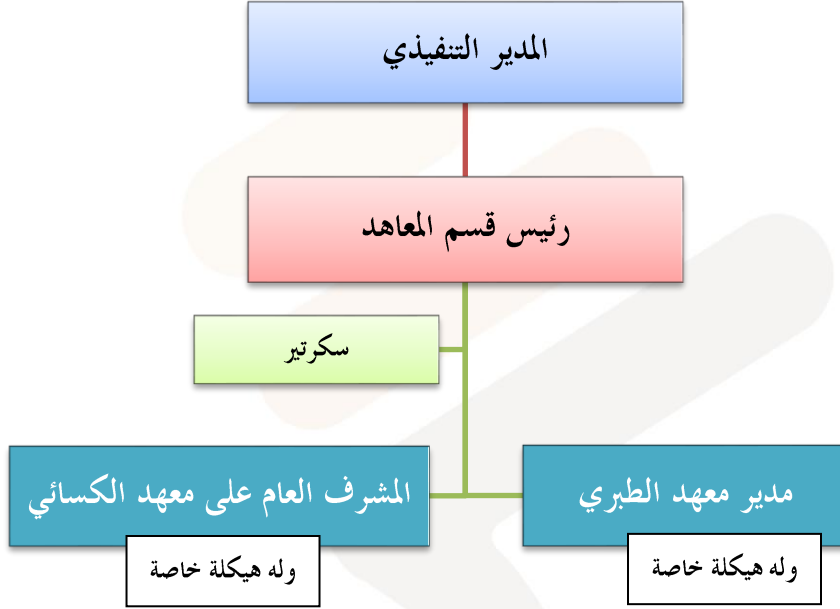 المدير التنفيذي
رئيس قسم المعاهد
سكرتير
مدير معهد الطبري
وله هيكلة خاصة
المشرف العام على معهد الكسائي
وله هيكلة خاصة